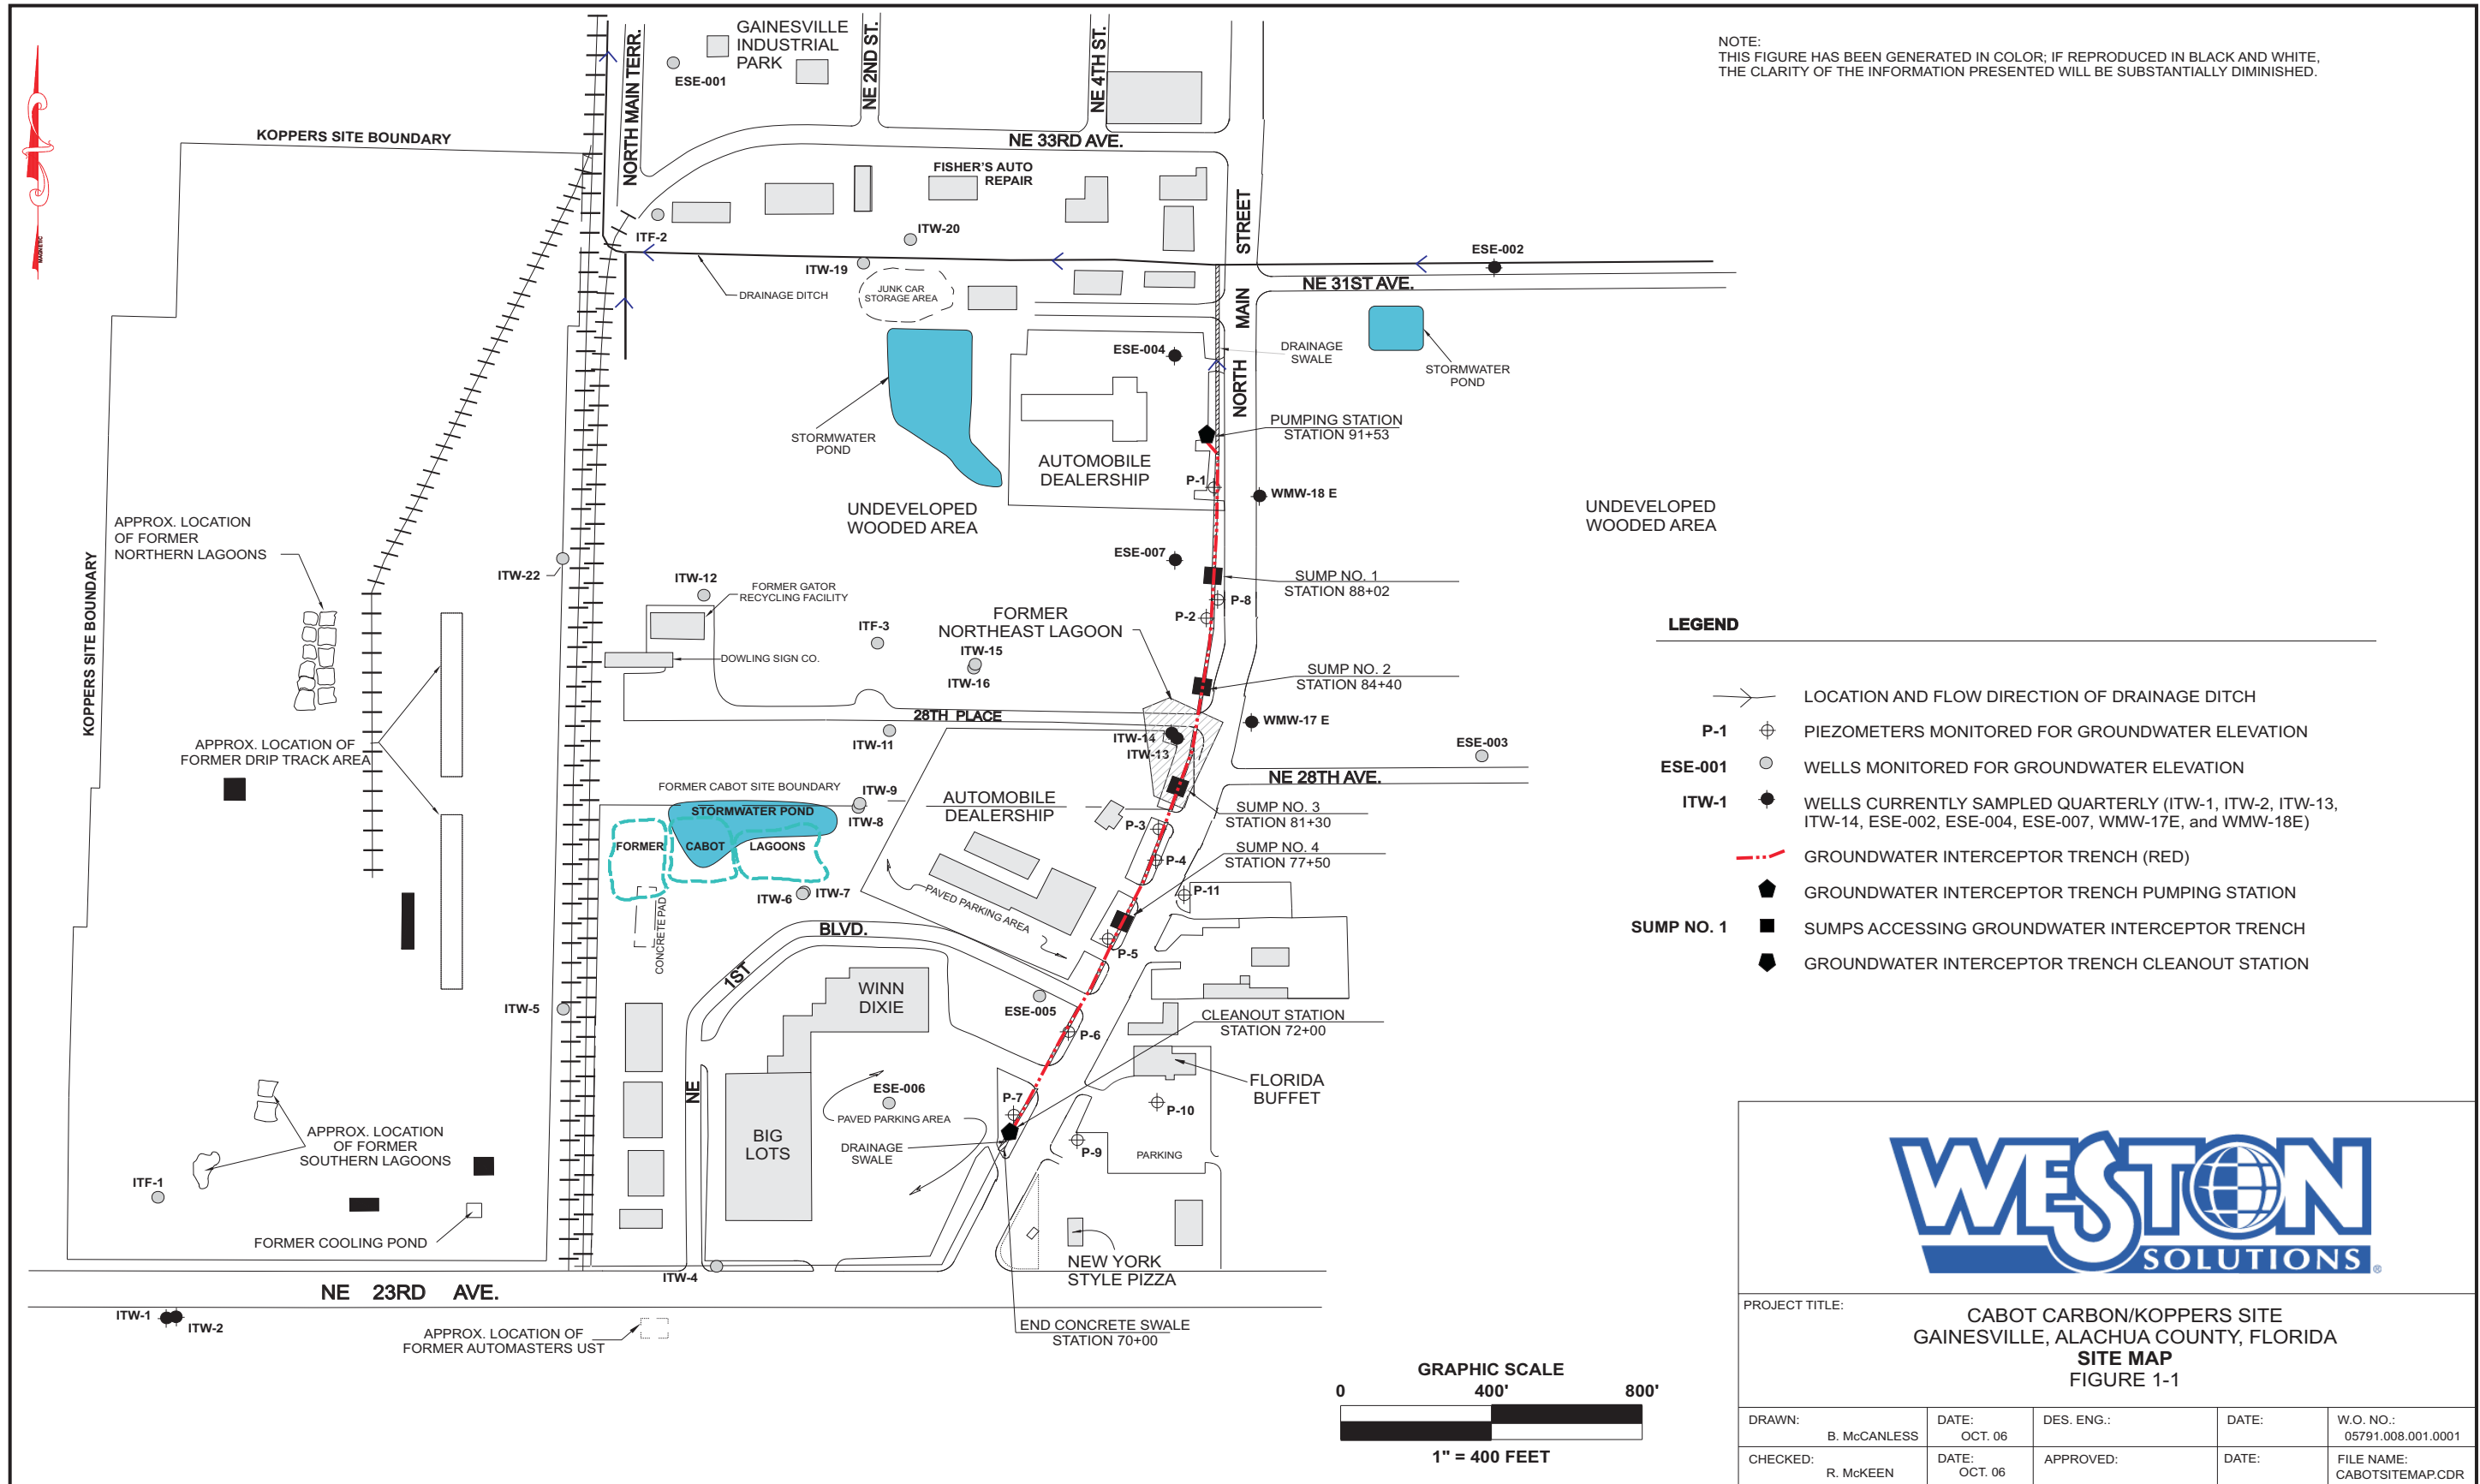 NOTE:
THIS FIGURE HAS BEEN GENERATED IN COLOR; IF REPRODUCED IN BLACK AND WHITE,
THE CLARITY OF THE INFORMATION PRESENTED WILL BE SUBSTANTIALLY DIMINISHED.
MAGNETIC
GAINESVILLE
INDUSTRIAL
PARK
ESE-001
NORTH MAIN TERR.
NE 2ND ST.
NE 4TH ST.
KOPPERS SITE BOUNDARY
NE 33RD AVE.
FISHER'S AUTO
REPAIR
ITF-2
ITW-20
ITW-19
NORTH MAIN STREET
ESE-002
NE 31ST AVE.
DRAINAGE DITCH
JUNK CAR
STORAGE AREA
ESE-004
DRAINAGE
SWALE
STORMWATER
POND
STORMWATER
POND
PUMPING STATION
STATION 91+53
AUTOMOBILE
DEALERSHIP
P-1
WMW-18 E
UNDEVELOPED
WOODED AREA
UNDEVELOPED
WOODED AREA
APPROX. LOCATION
OF FORMER
NORTHERN LAGOONS
KOPPERS SITE BOUNDARY
ITW-22
ITW-12
FORMER GATOR
RECYCLING FACILITY
ESE-007
SUMP NO. 1
STATION 88+02
P-8
P-2
FORMER
NORTHEAST LAGOON
ITF-3
ITW-15
ITW-16
DOWLING SIGN CO.
SUMP NO. 2
STATION 84+40
28TH PLACE
ITW-11
ITW-14
ITW-13
WMW-17 E
ESE-003
NE 28TH AVE.
APPROX. LOCATION OF
FORMER DRIP TRACK AREA
FORMER CABOT SITE BOUNDARY
STORMWATER POND
ITW-9
ITW-8
AUTOMOBILE
DEALERSHIP
SUMP NO. 3
STATION 81+30
P-3
FORMER CABOT LAGOONS
SUMP NO. 4
STATION 77+50
P-4
P-11
ITW-6
ITW-7
PAVED PARKING AREA
CONCRETE PAD
P-5
NE 1ST BLVD.
WINN
DIXIE
ITW-5
ESE-005
P-6
CLEANOUT STATION
STATION 72+00
FLORIDA
BUFFET
ESE-006
P-7
P-10
PAVED PARKING AREA
BIG
LOTS
DRAINAGE
SWALE
P-9
PARKING
APPROX. LOCATION
OF FORMER
SOUTHERN LAGOONS
ITF-1
FORMER COOLING POND
NEW YORK
STYLE PIZZA
ITW-4
NE 23RD AVE.
ITW-1
ITW-2
APPROX. LOCATION OF
FORMER AUTOMASTERS UST
END CONCRETE SWALE
STATION 70+00
LEGEND
LOCATION AND FLOW DIRECTION OF DRAINAGE DITCH
P-1 PIEZOMETERS MONITORED FOR GROUNDWATER ELEVATION
ESE-001 WELLS MONITORED FOR GROUNDWATER ELEVATION
ITW-1 WELLS CURRENTLY SAMPLED QUARTERLY (ITW-1, ITW-2, ITW-13,
ITW-14, ESE-002, ESE-004, ESE-007, WMW-17E, and WMW-18E)
GROUNDWATER INTERCEPTOR TRENCH (RED)
GROUNDWATER INTERCEPTOR TRENCH PUMPING STATION
SUMP NO. 1 SUMPS ACCESSING GROUNDWATER INTERCEPTOR TRENCH
GROUNDWATER INTERCEPTOR TRENCH CLEANOUT STATION
GRAPHIC SCALE
0 400' 800'
1" = 400 FEET
WESTON
SOLUTIONS®
PROJECT TITLE:
CABOT CARBON/KOPPERS SITE
GAINESVILLE, ALACHUA COUNTY, FLORIDA
SITE MAP
FIGURE 1-1
DRAWN: B. McCANLESS
DATE: OCT. 06
DES. ENG.:
DATE:
W.O. NO.: 05791.008.001.0001
CHECKED: R. McKEEN
DATE: OCT. 06
APPROVED:
DATE:
FILE NAME: CABOTSITEMAP.CDR